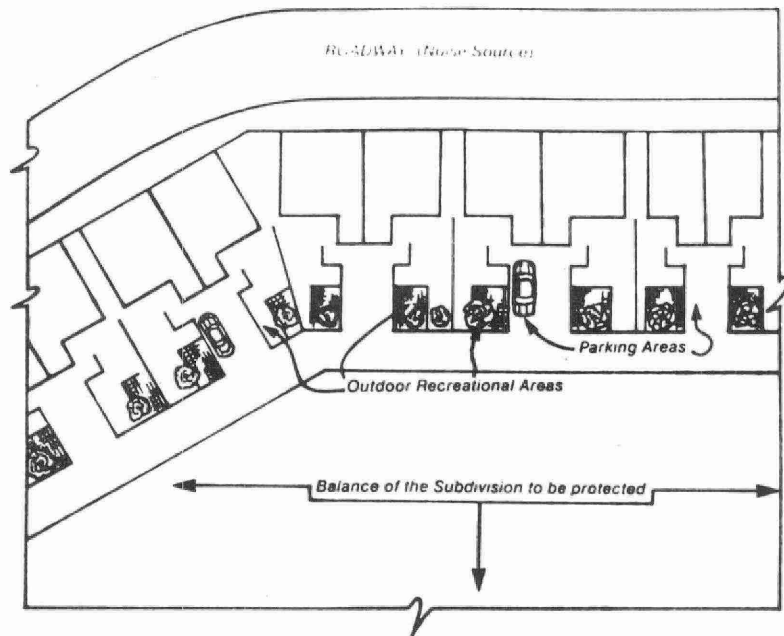 ROADWAY (Noise Source)
Parking Areas
Outdoor Recreational Areas
Balance of the Subdivision to be protected